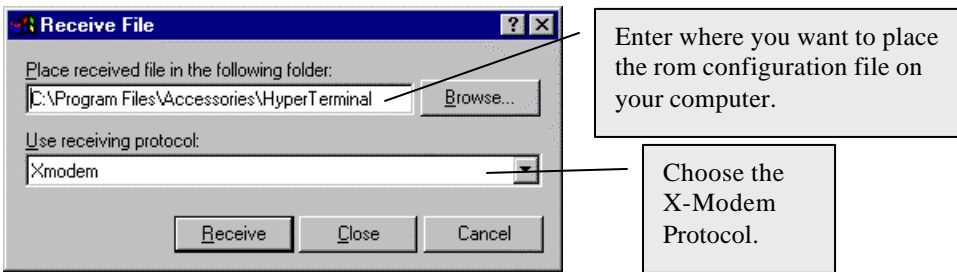 Receive File
Place received file in the following folder:
C:\Program Files\Accessories\HyperTerminal
Browse...
Use receiving protocol:
Xmodem
Receive
Close
Cancel
Enter where you want to place
the rom configuration file on
your computer.
Choose the
X-Modem
Protocol.